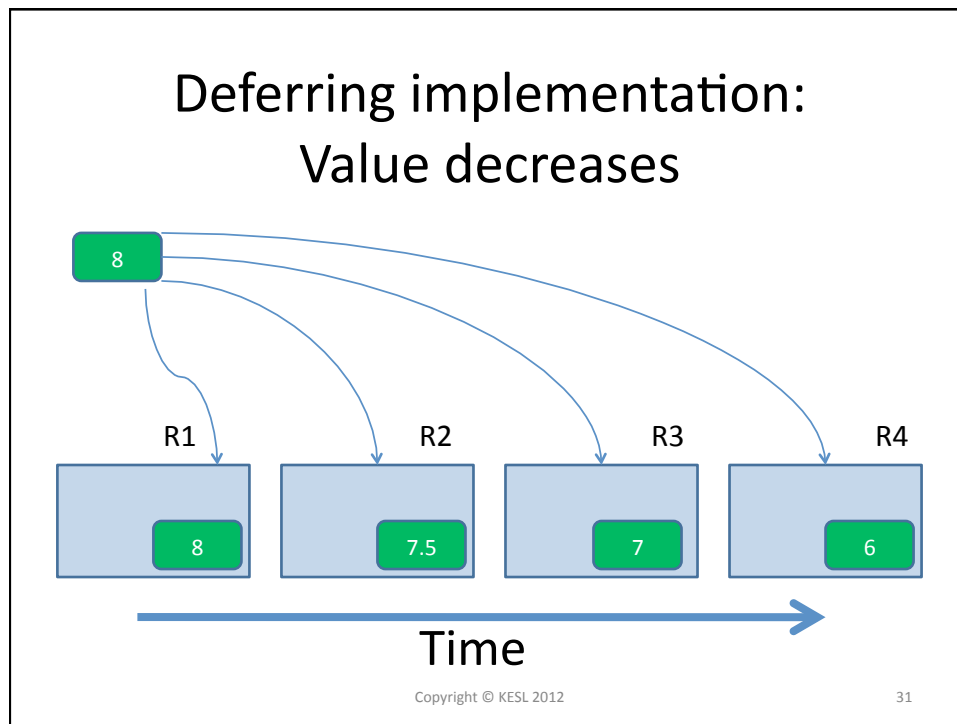 Deferring implementation:
Value decreases
8
R1
R2
R3
R4
8
7.5
7
6
Time
Copyright © KESL 2012
31